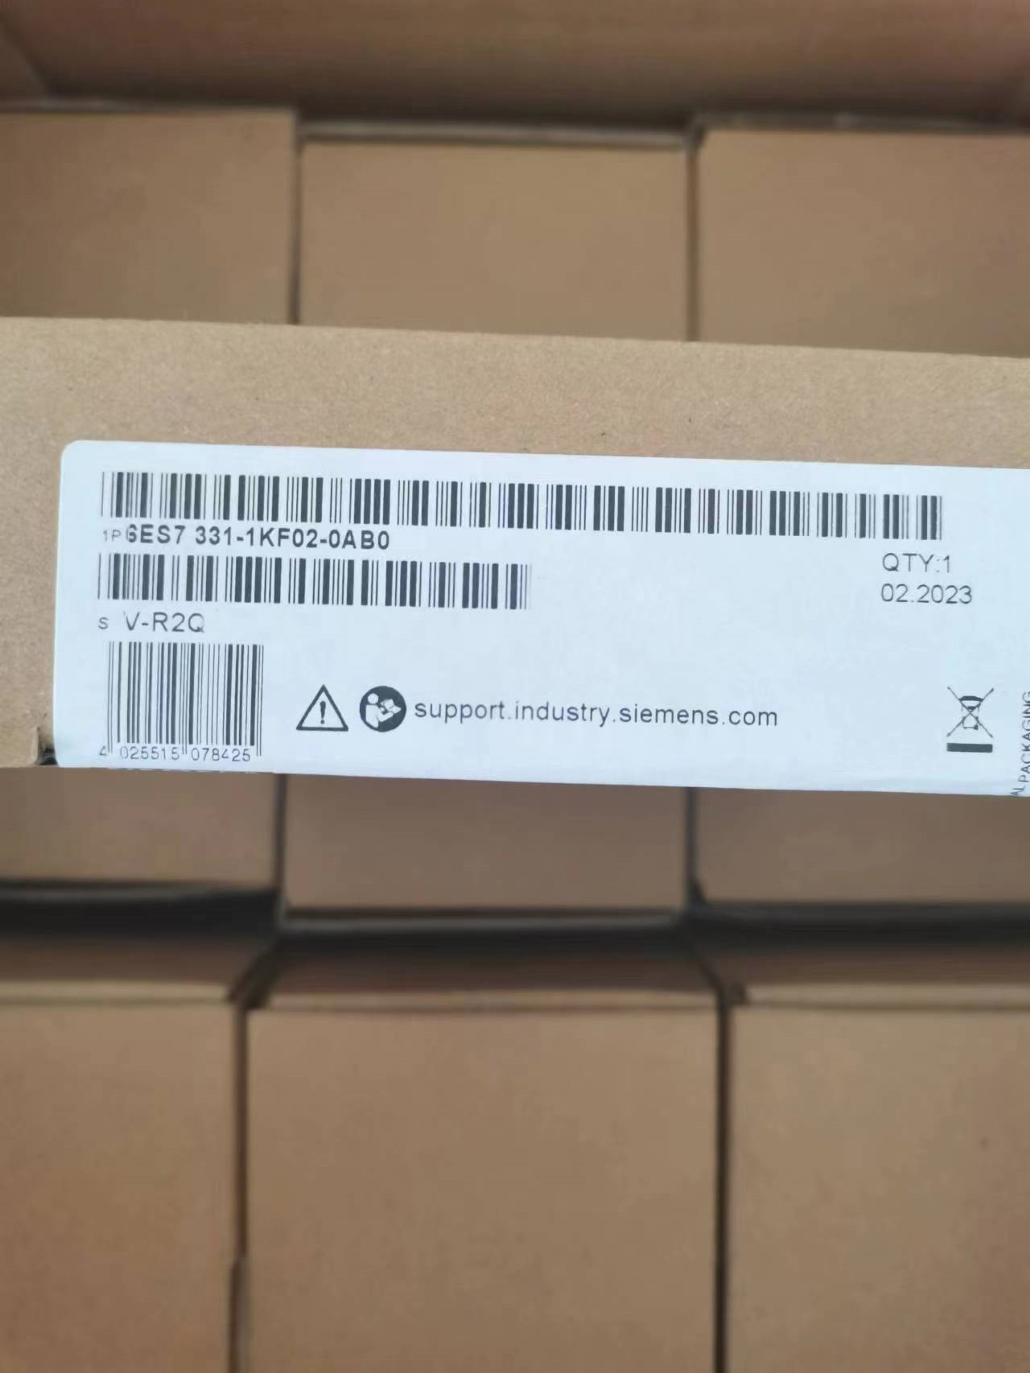 1P 6ES7 331-1KF02-0AB0
QTY:1
02.2023
S V-R2Q
support.industry.siemens.com
4 025515 078425
PACKAGING